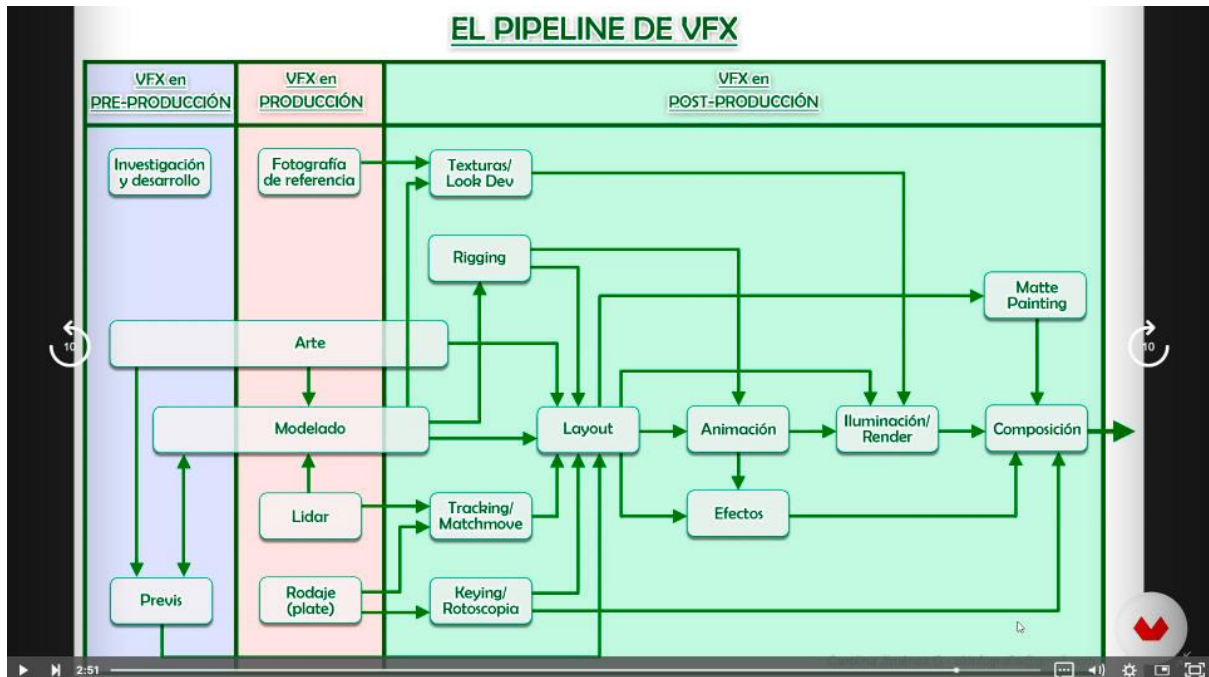 EL PIPELINE DE VFX
VFX en
PRE-PRODUCCIÓN
VFX en
PRODUCCIÓN
VFX en
POST-PRODUCCIÓN
Investigación
y desarrollo
Fotografía
de referencia
Texturas/
Look Dev
Rigging
Matte
Painting
Arte
10
10
Modelado
Layout
Animación
Iluminación/
Render
Composición
Lidar
Tracking/
Matchmove
Efectos
Previs
Rodaje
(plate)
Keying/
Rotoscopia
2:51